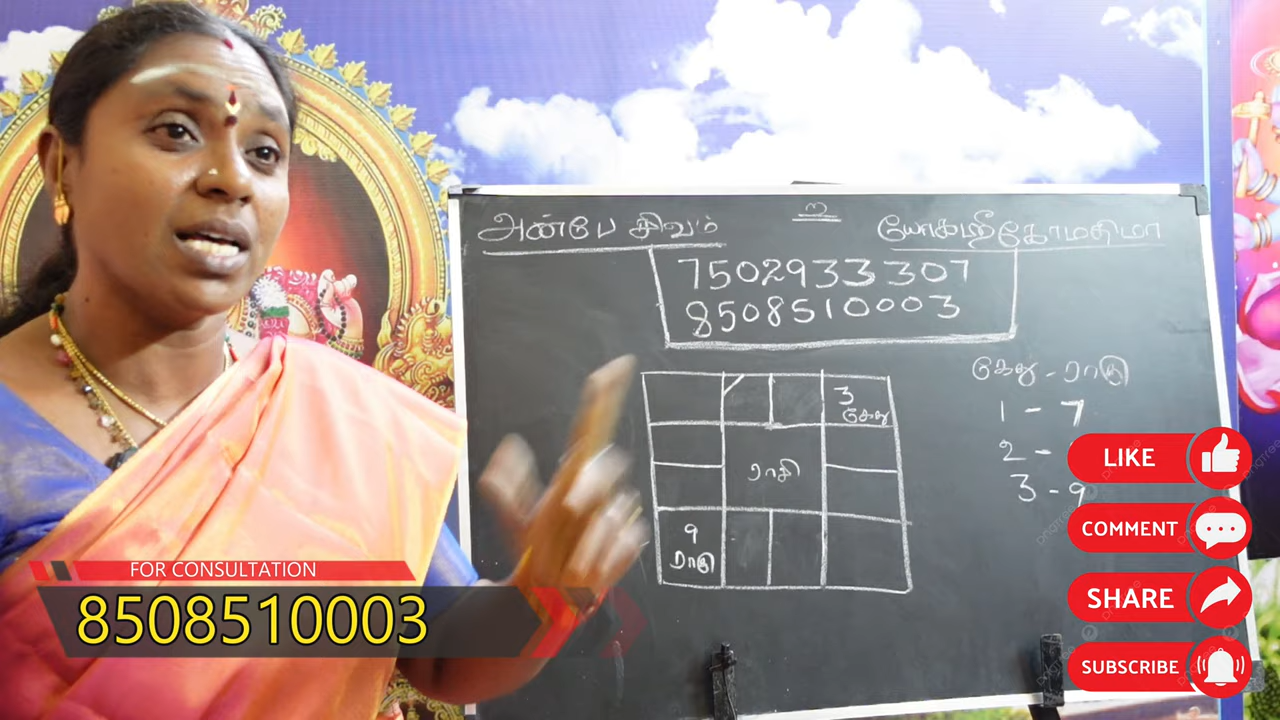 உ
அன்பே சிவம்
யோகஸ்ரீகோமதிமா
7502933307
8508510003
கேது - ராகு
1 - 7
2 -
3 - 9
3
கேது
ராசி
9
ராகு
LIKE
COMMENT
SHARE
SUBSCRIBE
FOR CONSULTATION
8508510003